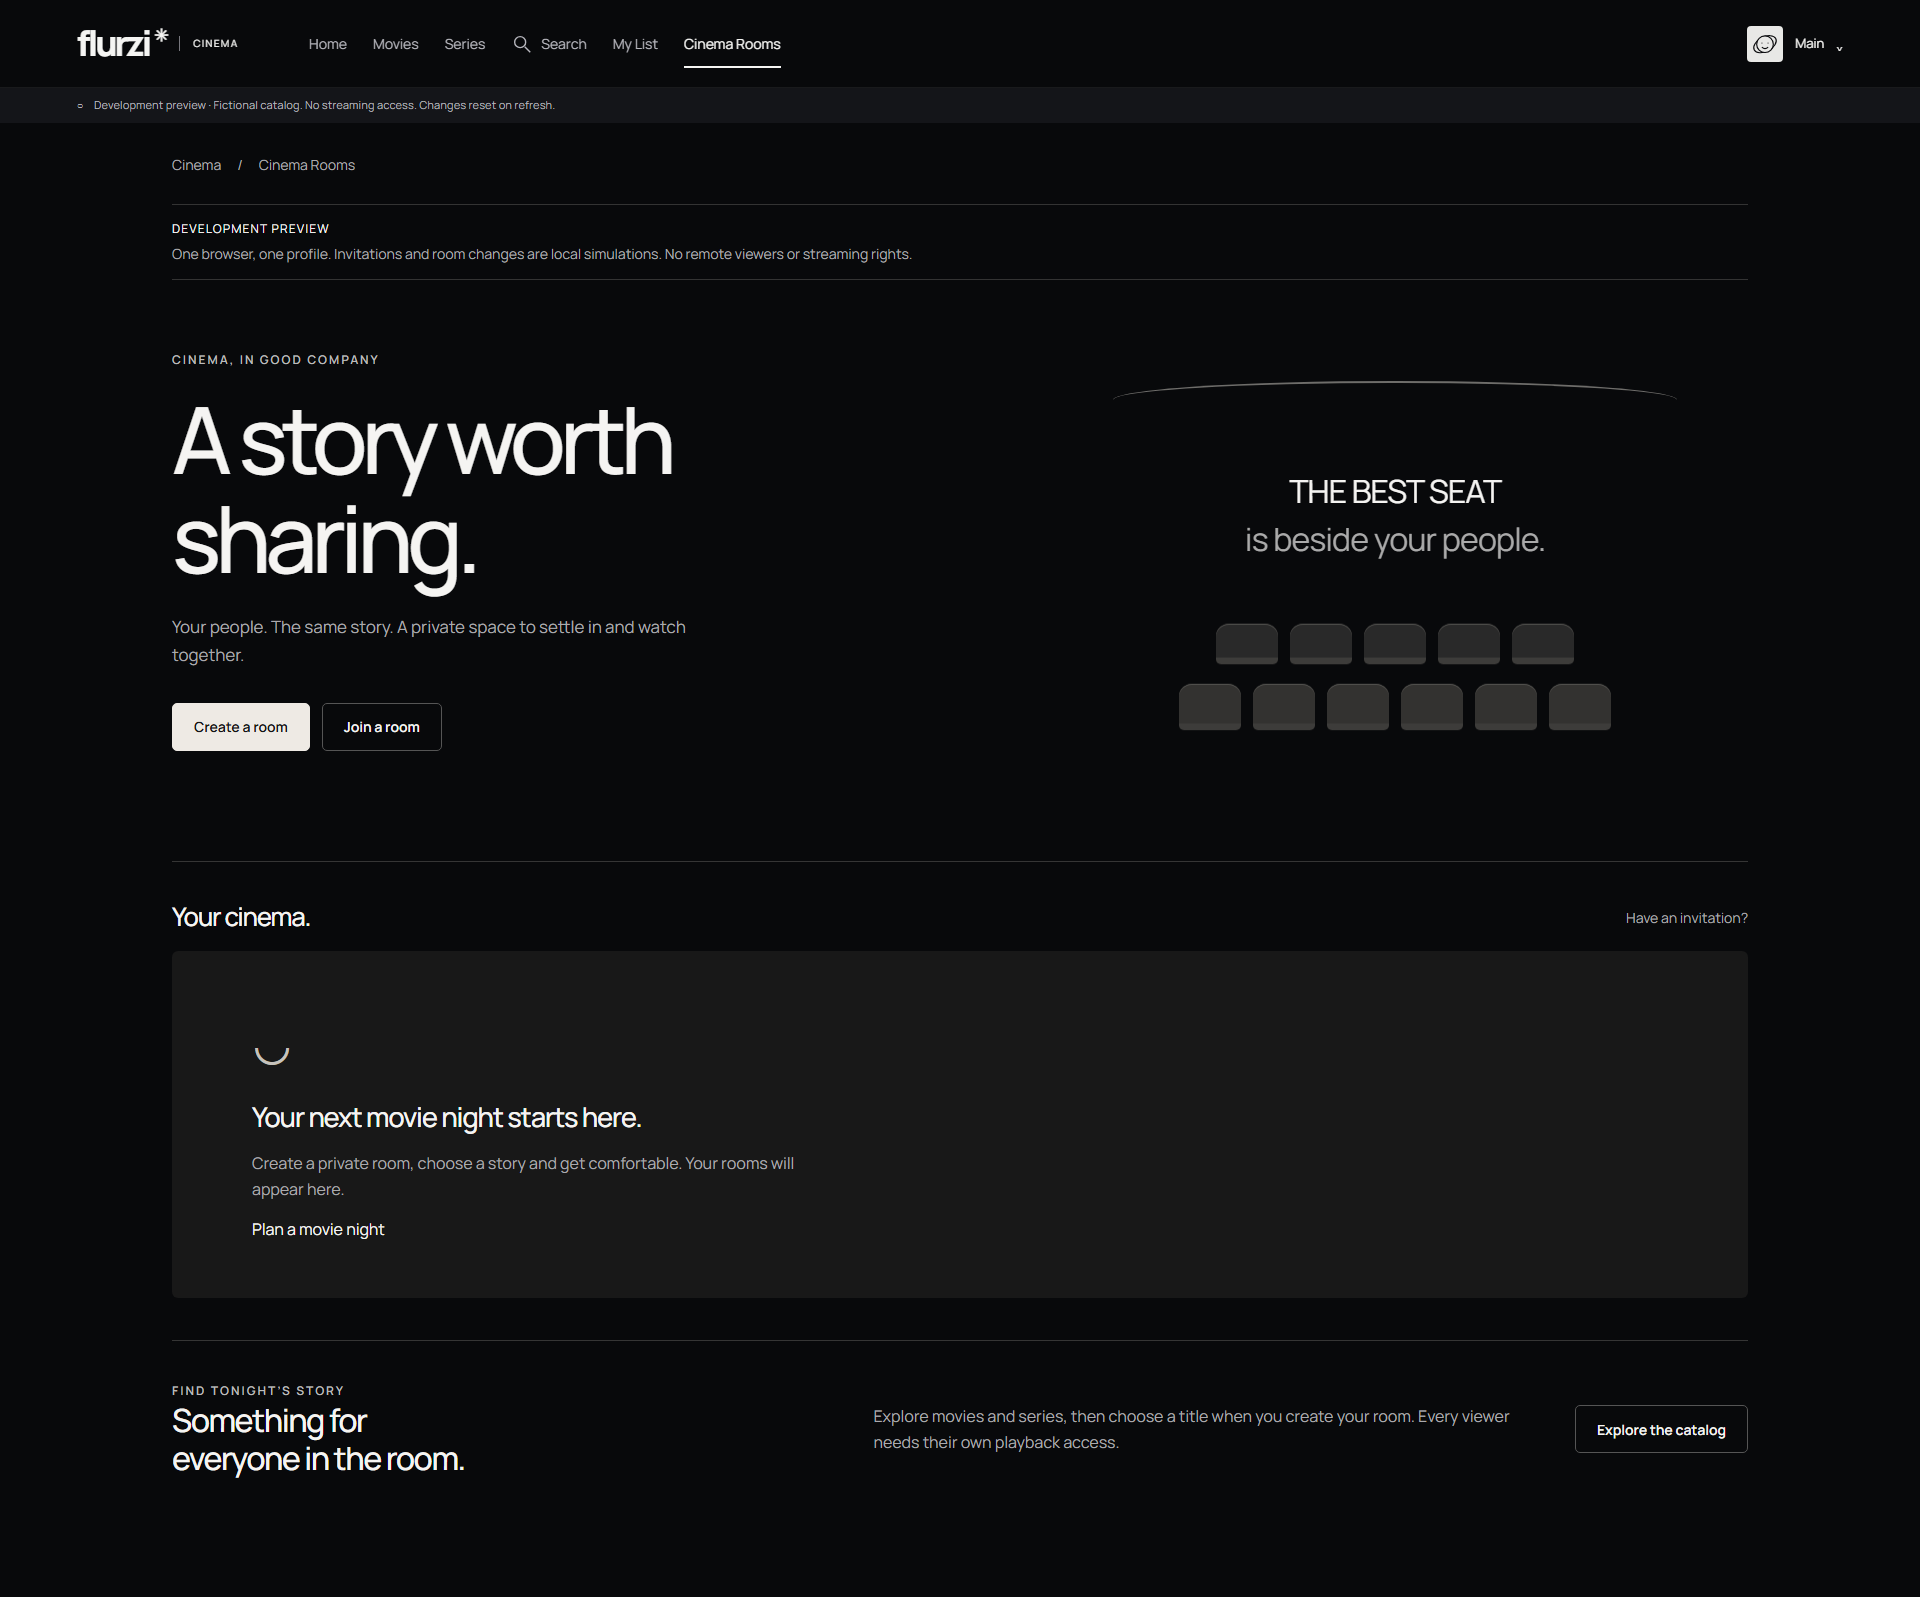 flurzi* CINEMA
Home Movies Series Search My List Cinema Rooms
Main
Development preview · Fictional catalog. No streaming access. Changes reset on refresh.
Cinema / Cinema Rooms
DEVELOPMENT PREVIEW
One browser, one profile. Invitations and room changes are local simulations. No remote viewers or streaming rights.
CINEMA, IN GOOD COMPANY
A story worth
sharing.
Your people. The same story. A private space to settle in and watch
together.
Create a room
Join a room
THE BEST SEAT
is beside your people.
Your cinema.
Have an invitation?
Your next movie night starts here.
Create a private room, choose a story and get comfortable. Your rooms will
appear here.
Plan a movie night
FIND TONIGHT'S STORY
Something for
everyone in the room.
Explore movies and series, then choose a title when you create your room. Every viewer
needs their own playback access.
Explore the catalog